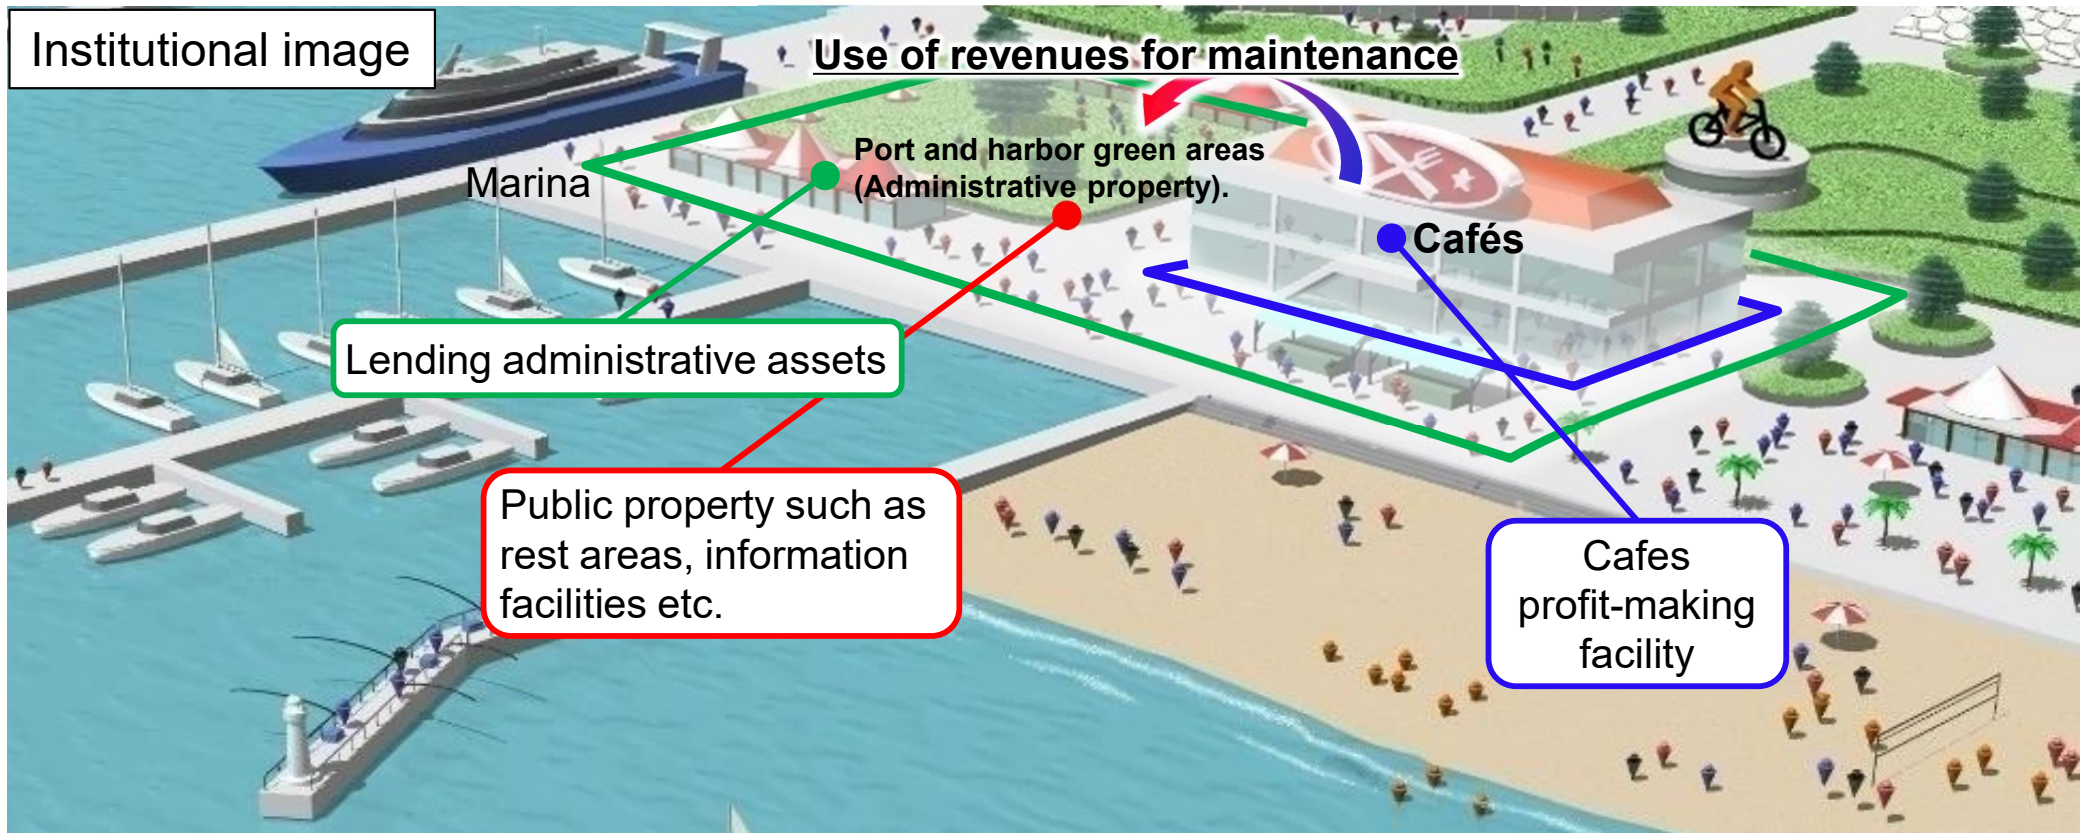 Institutional image
Use of revenues for maintenance
Port and harbor green areas
(Administrative property).
Marina
Cafés
Lending administrative assets
Public property such as
rest areas, information
facilities etc.
Cafes
profit-making
facility